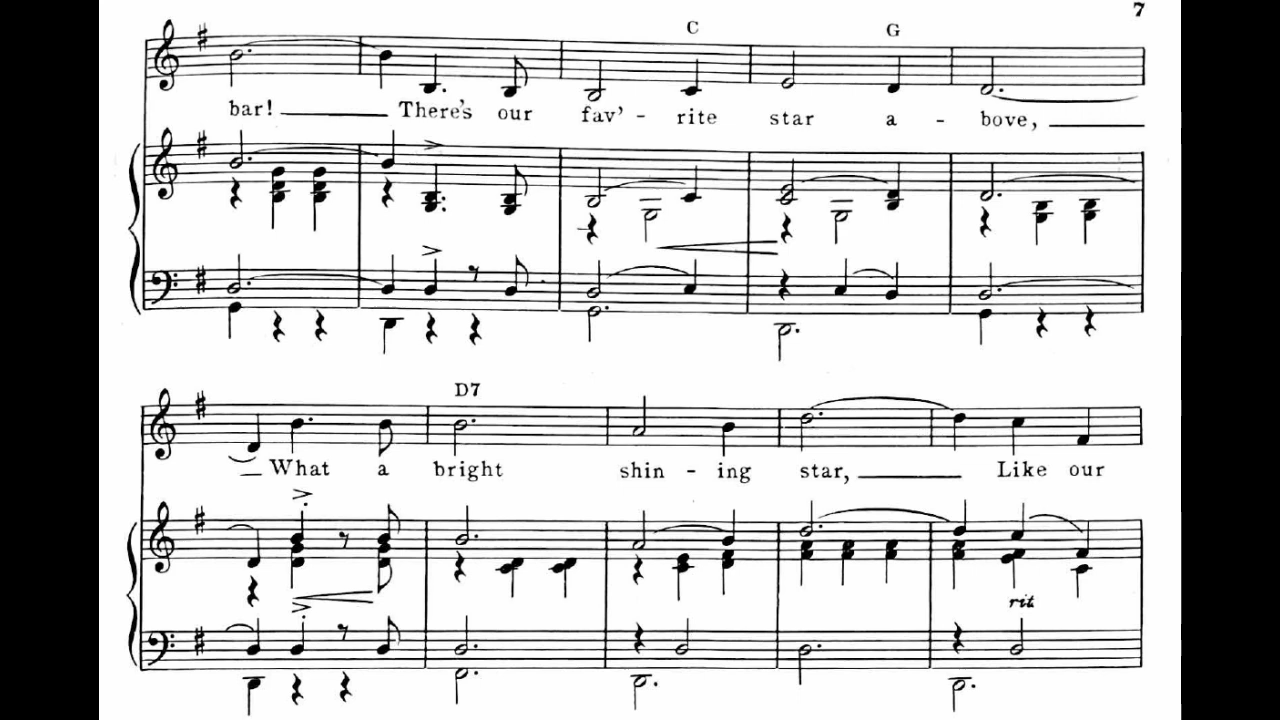 7
C G
bar! There's our fav' - rite star a - bove,
D7
What a bright shin - ing star, Like our
rit